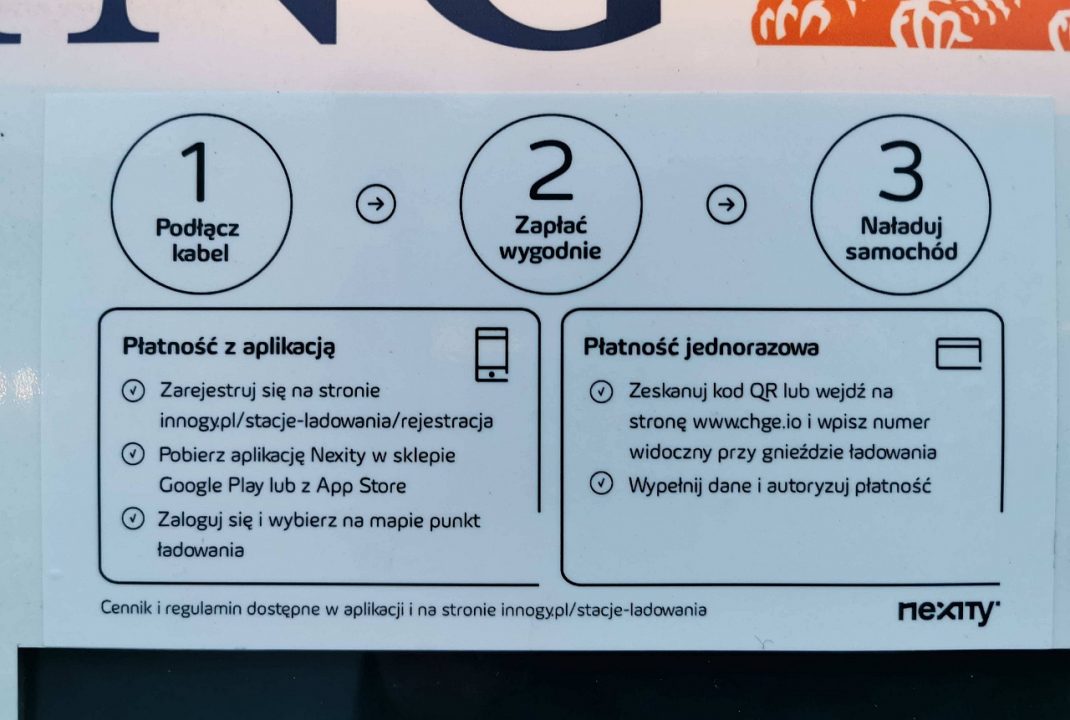 ING
1
Podłącz
kabel
2
Zapłać
wygodnie
3
Naładuj
samochód
Płatność z aplikacją
Zarejestruj się na stronie
innogy.pl/stacje-ladowania/rejestracja
Pobierz aplikację Nexity w sklepie
Google Play lub z App Store
Zaloguj się i wybierz na mapie punkt
ładowania
Płatność jednorazowa
Zeskanuj kod QR lub wejdź na
stronę www.chge.io i wpisz numer
widoczny przy gnieździe ładowania
Wypełnij dane i autoryzuj płatność
Cennik i regulamin dostępne w aplikacji i na stronie innogy.pl/stacje-ladowania
nexity